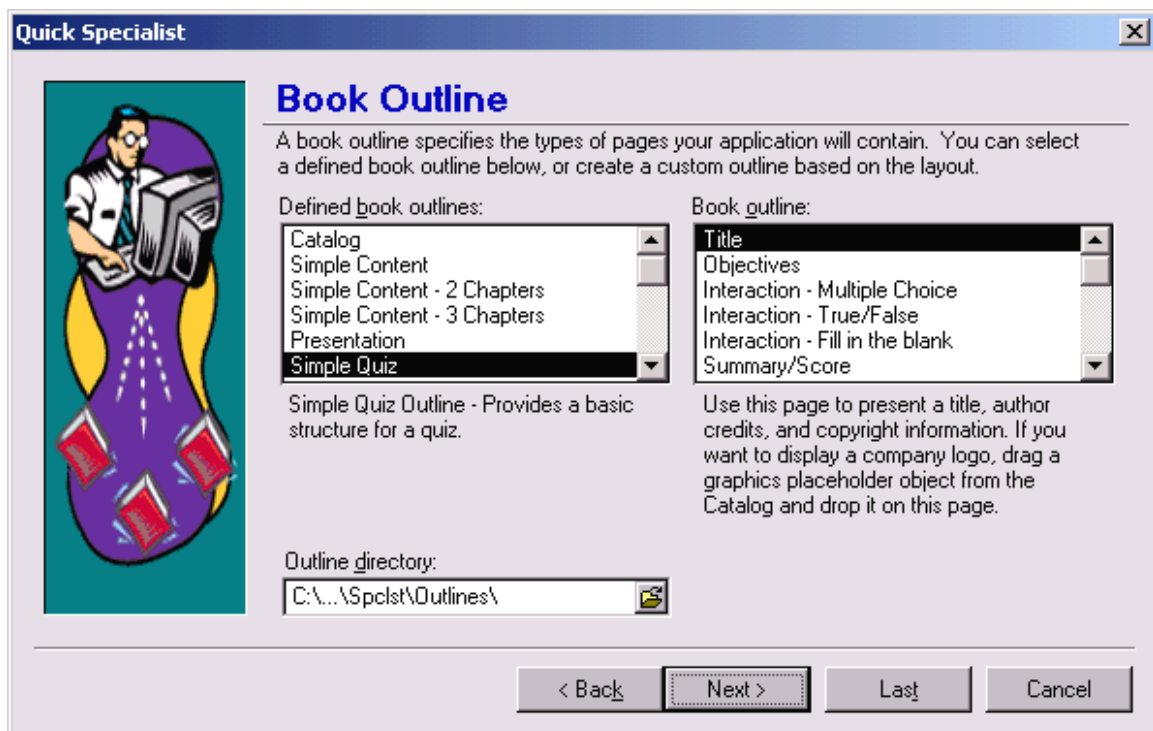 Quick Specialist
Book Outline
A book outline specifies the types of pages your application will contain. You can select
a defined book outline below, or create a custom outline based on the layout.
Defined book outlines:
Catalog
Simple Content
Simple Content - 2 Chapters
Simple Content - 3 Chapters
Presentation
Simple Quiz
Simple Quiz Outline - Provides a basic
structure for a quiz.
Book outline:
Title
Objectives
Interaction - Multiple Choice
Interaction - True/False
Interaction - Fill in the blank
Summary/Score
Use this page to present a title, author
credits, and copyright information. If you
want to display a company logo, drag a
graphics placeholder object from the
Catalog and drop it on this page.
Outline directory:
C:\...\Spclst\Outlines\
< Back
Next >
Last
Cancel